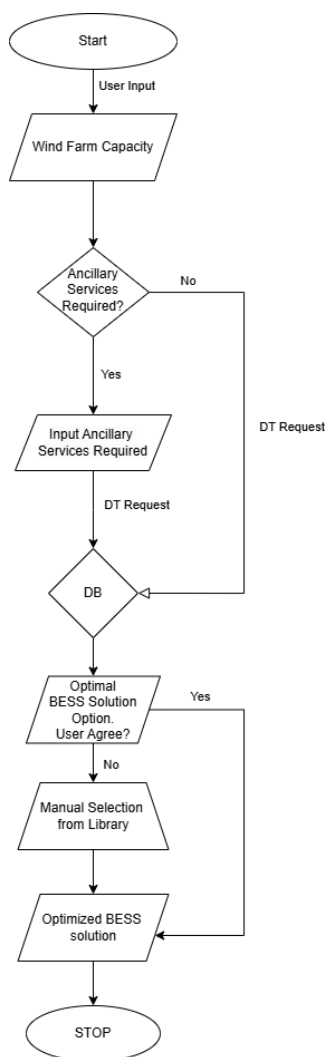 Start
User Input
Wind Farm Capacity
Ancillary
Services
Required?
No
Yes
DT Request
Input Ancillary
Services Required
DT Request
DB
Optimal
BESS Solution
Option.
User Agree?
Yes
No
Manual Selection
from Library
Optimized BESS
solution
STOP